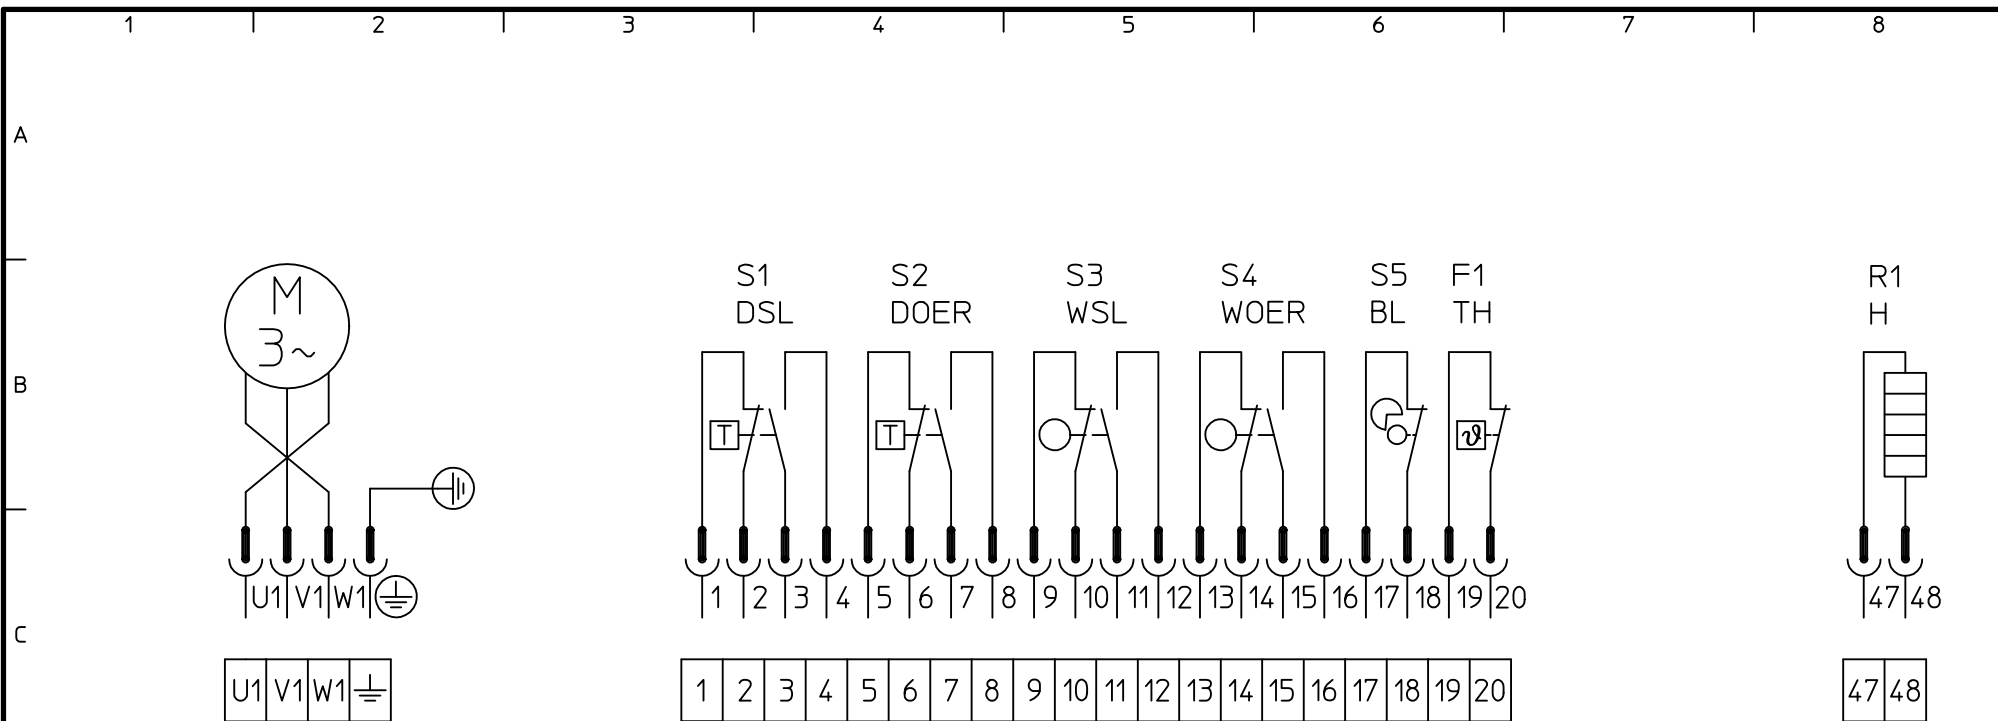 1 2 3 4 5 6 7 8
A
S1 S2 S3 S4 S5 F1 R1
DSL DOER WSL WOER BL TH H
M
3~
B
T T ϑ
U1 V1 W1 1 2 3 4 5 6 7 8 9 10 11 12 13 14 15 16 17 18 19 20 47 48
C
U1 V1 W1 1 2 3 4 5 6 7 8 9 10 11 12 13 14 15 16 17 18 19 20 47 48